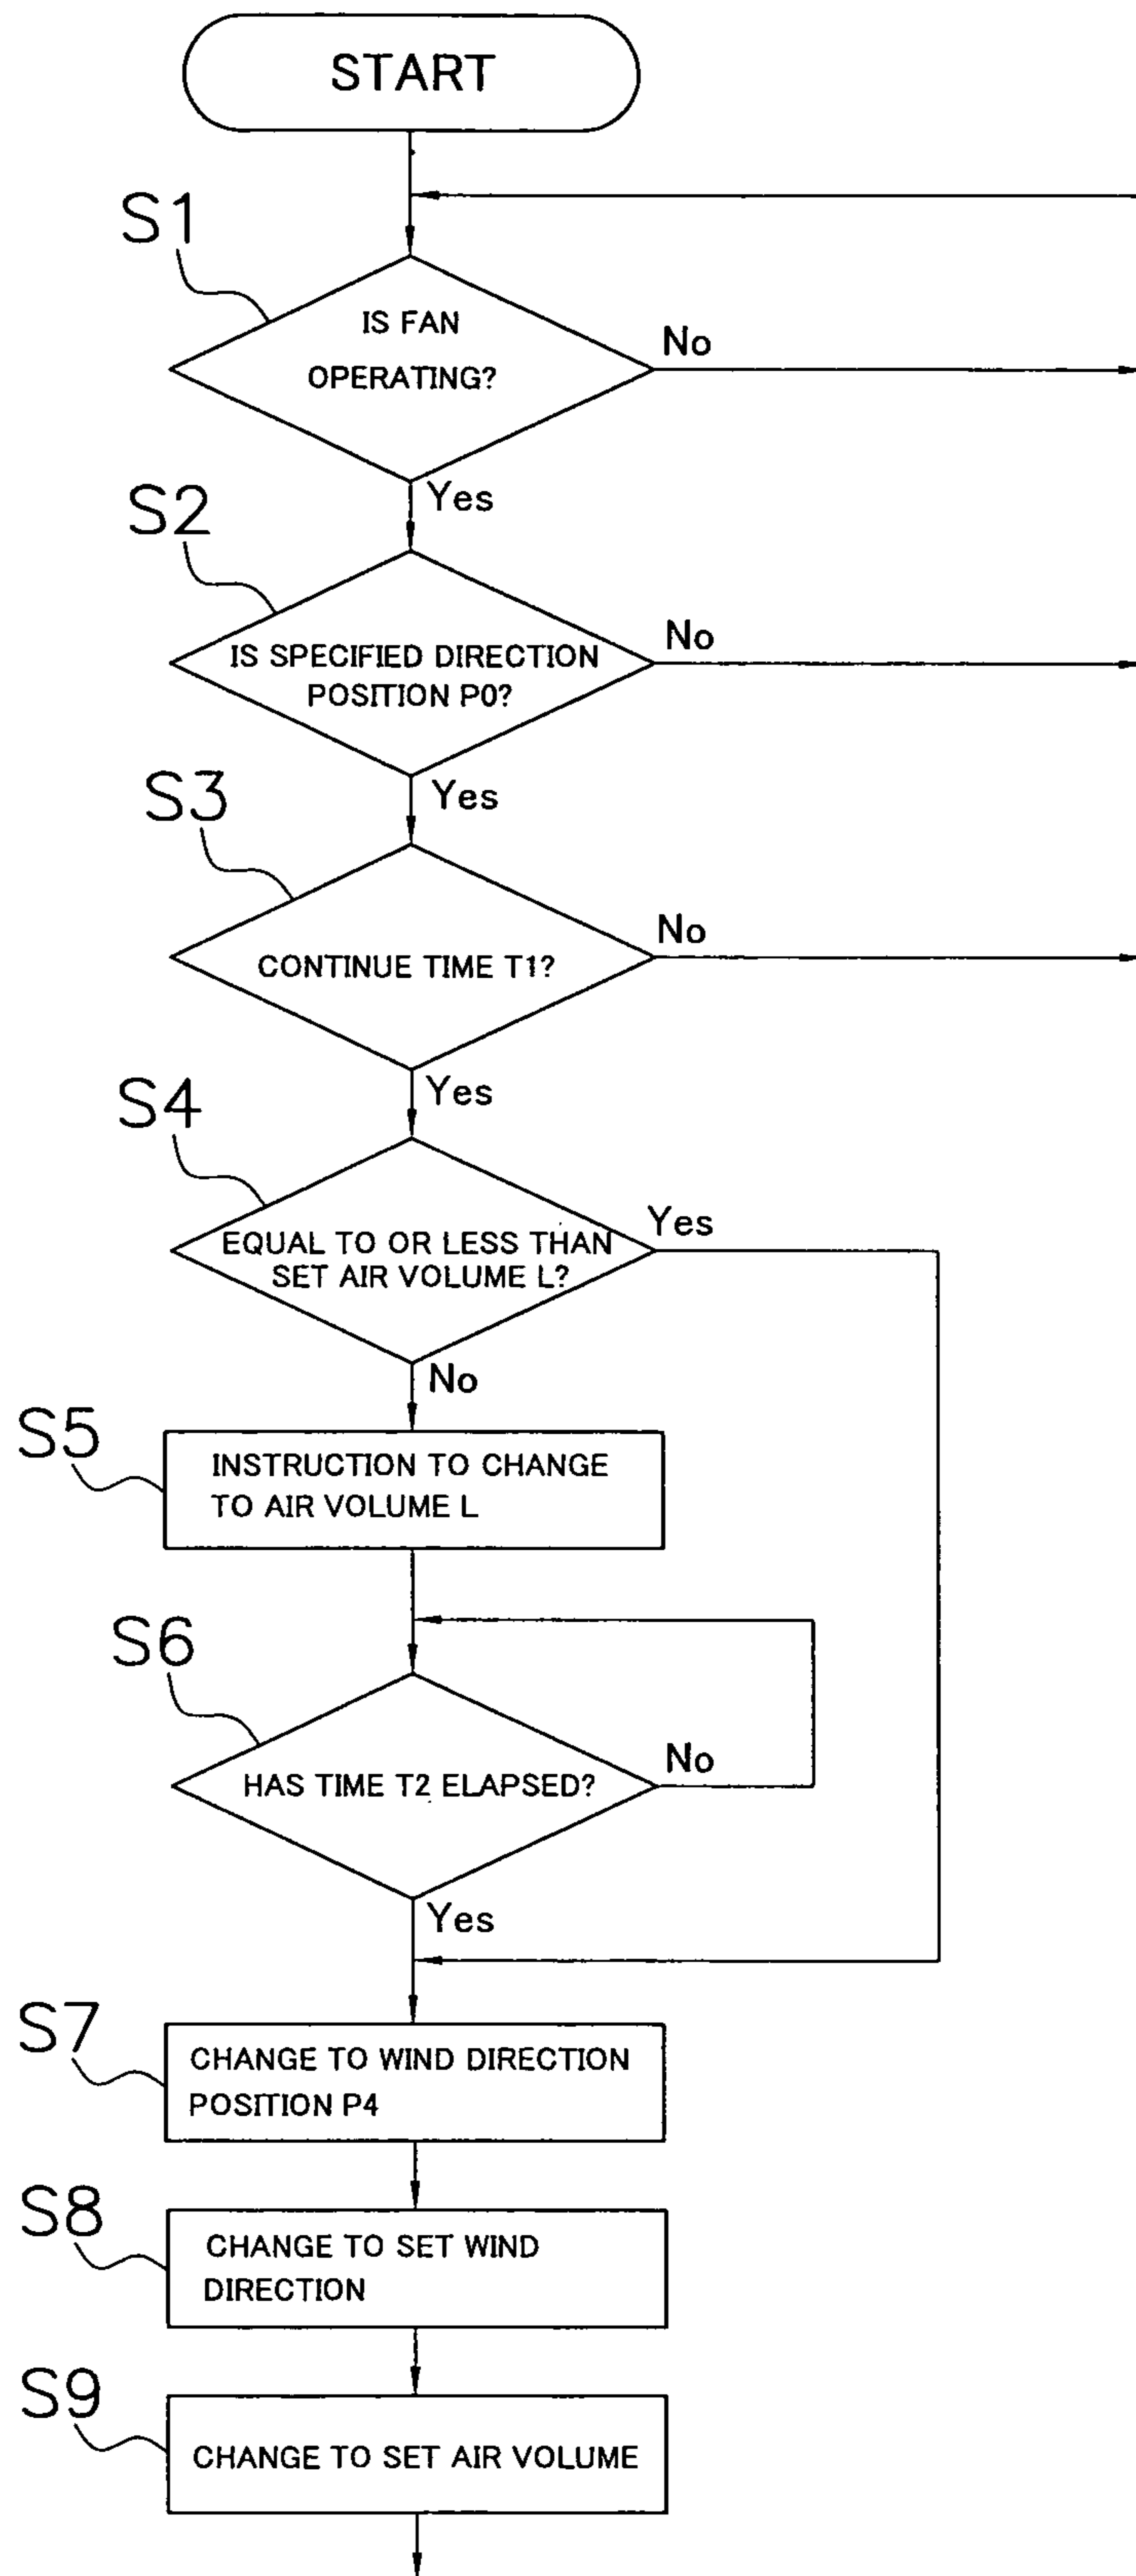 START
S1
IS FAN
OPERATING?
No
Yes
S2
IS SPECIFIED DIRECTION
POSITION P0?
No
Yes
S3
CONTINUE TIME T1?
No
Yes
S4
EQUAL TO OR LESS THAN
SET AIR VOLUME L?
Yes
No
S5
INSTRUCTION TO CHANGE
TO AIR VOLUME L
S6
HAS TIME T2 ELAPSED?
No
Yes
S7
CHANGE TO WIND DIRECTION
POSITION P4
S8
CHANGE TO SET WIND
DIRECTION
S9
CHANGE TO SET AIR VOLUME